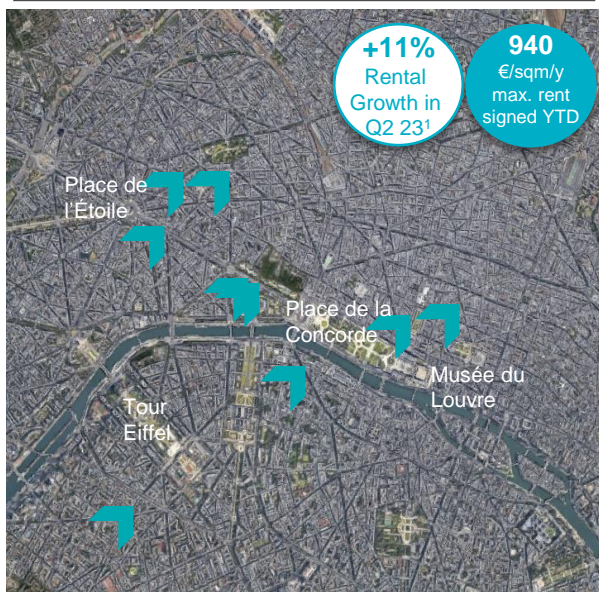 +11%
Rental
Growth in
Q2 23¹
940
€/sqm/y
max. rent
signed YTD
Place de
l'Étoile
Place de la
Concorde
Musée du
Louvre
Tour
Eiffel